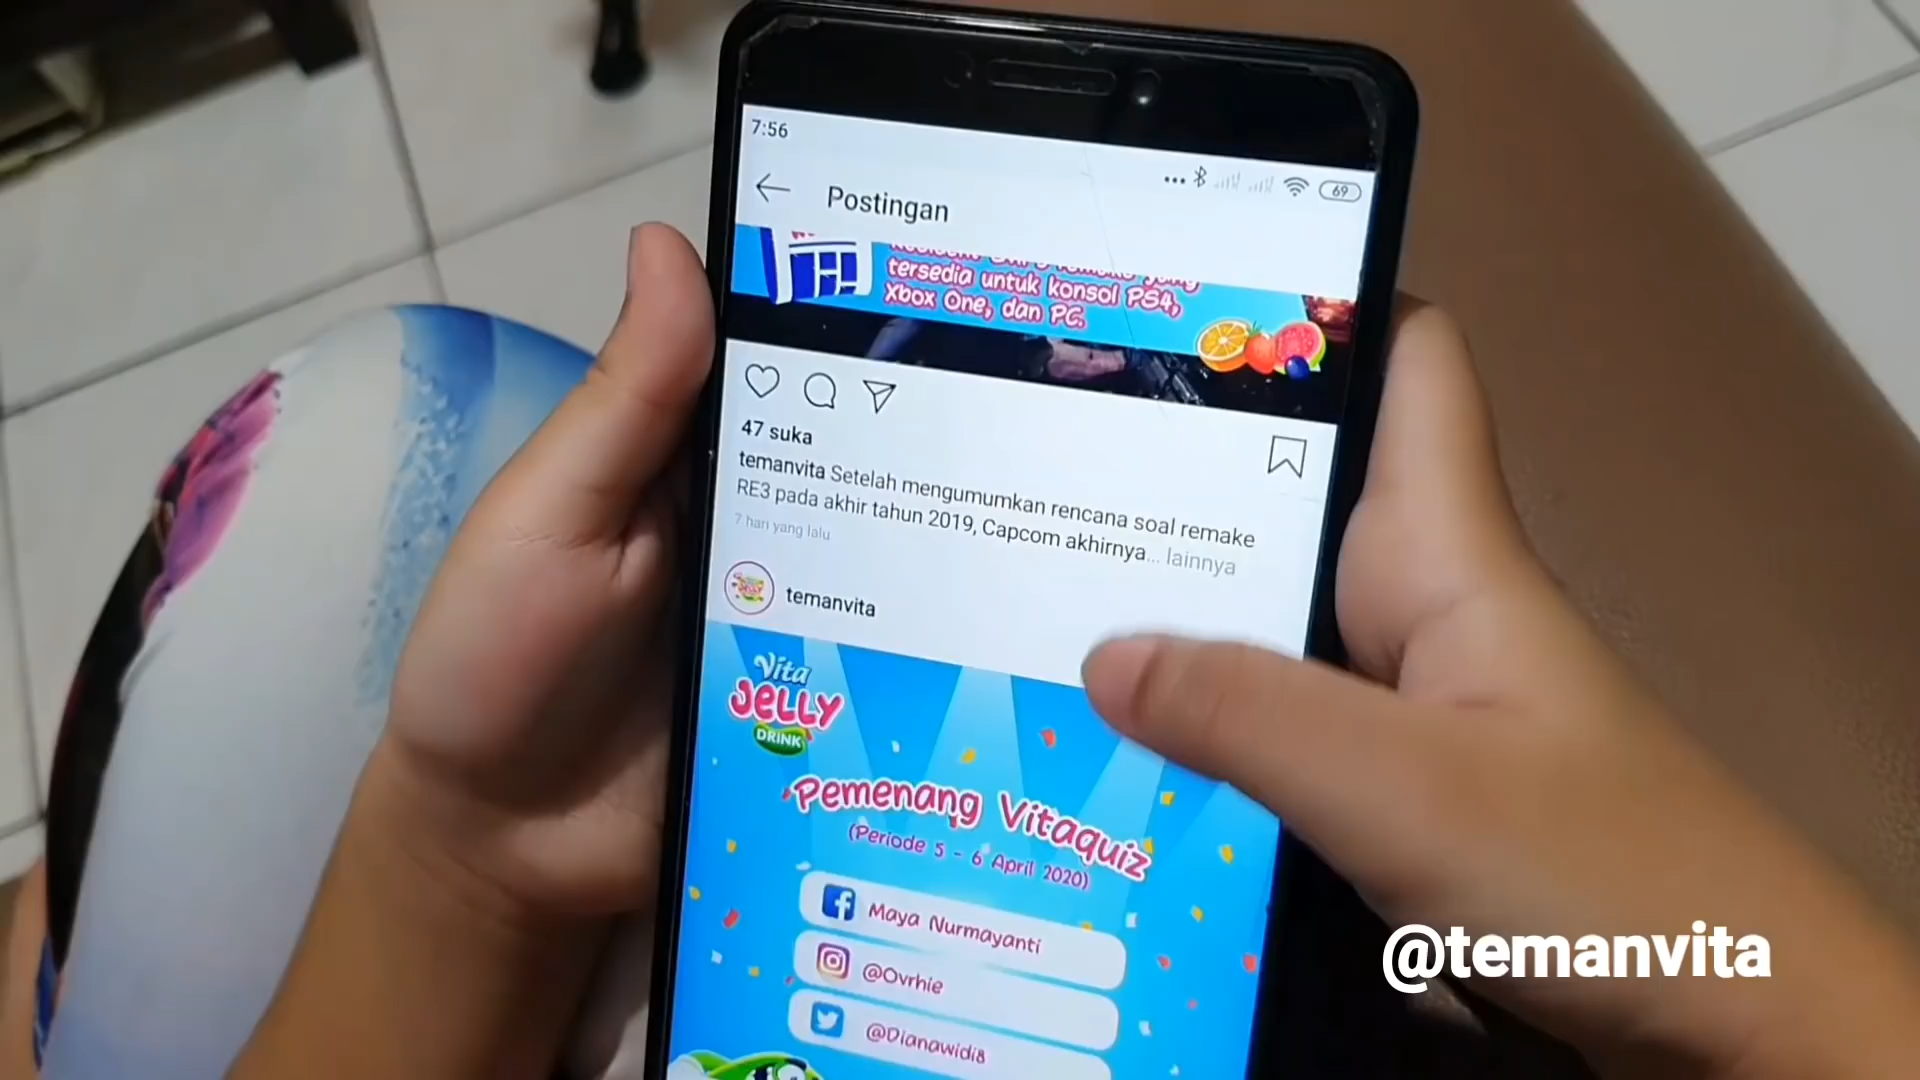 7:56
69
Postingan
tersedia untuk konsol PS4,
Xbox One, dan PC.
47 suka
temanvita Setelah mengumumkan rencana soal remake
RE3 pada akhir tahun 2019, Capcom akhirnya... lainnya
7 hari yang lalu
temanvita
Vita
JELLY
DRINK
Pemenang Vitaquiz
(Periode 5 - 6 April 2020)
Maya Nurmayanti
@Ovrhie
@Dianawidi8
@temanvita